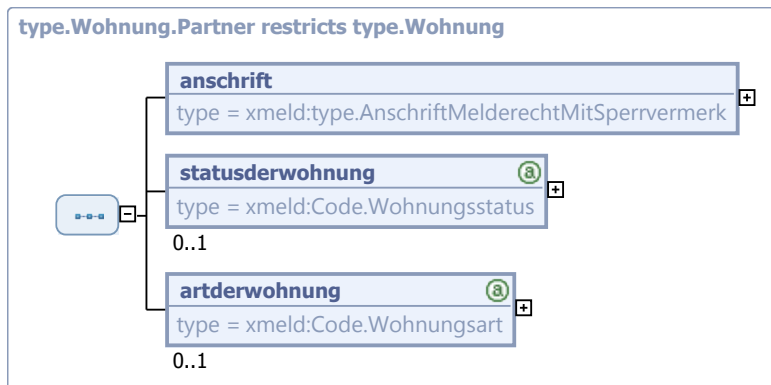 type.Wohnung.Partner restricts type.Wohnung
anschrift
type = xmeld:type.AnschriftMelderechtMitSperrvermerk
statusderwohnung a
type = xmeld:Code.Wohnungsstatus
0..1
artderwohnung a
type = xmeld:Code.Wohnungsart
0..1